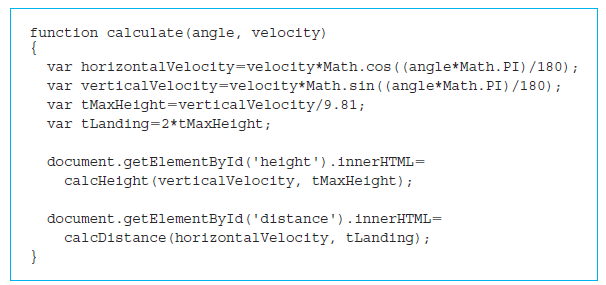 function calculate(angle, velocity)
{
var horizontalVelocity=velocity*Math.cos((angle*Math.PI)/180);
var verticalVelocity=velocity*Math.sin((angle*Math.PI)/180);
var tMaxHeight=verticalVelocity/9.81;
var tLanding=2*tMaxHeight;
document.getElementById('height').innerHTML=
calcHeight(verticalVelocity, tMaxHeight);
document.getElementById('distance').innerHTML=
calcDistance(horizontalVelocity, tLanding);
}